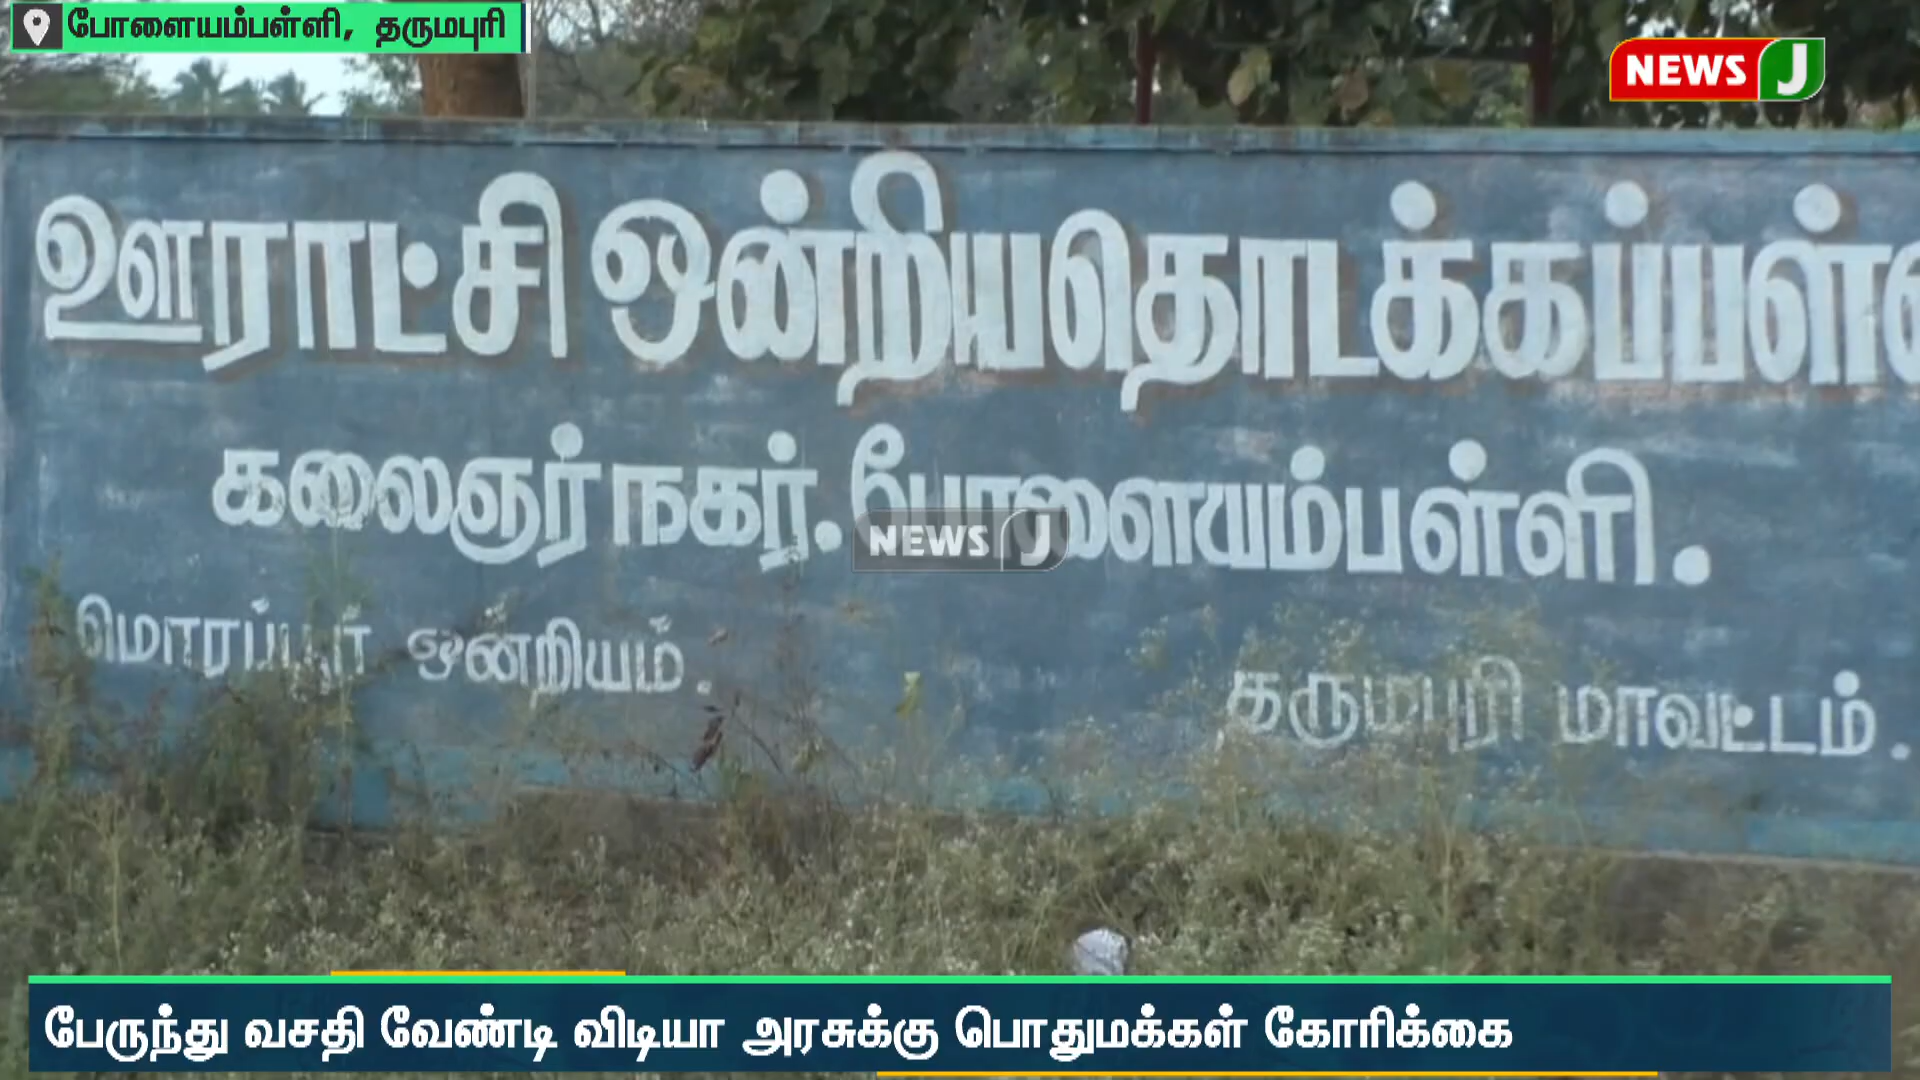 போளையம்பள்ளி, தருமபுரி
NEWS J
ஊராட்சி ஒன்றியதொடக்கப்பள்
கலைஞர் நகர். போளையம்பள்ளி.
NEWS J
மொரப்பூர் ஒன்றியம்.
தருமபுரி மாவட்டம்.
பேருந்து வசதி வேண்டி விடியா அரசுக்கு பொதுமக்கள் கோரிக்கை